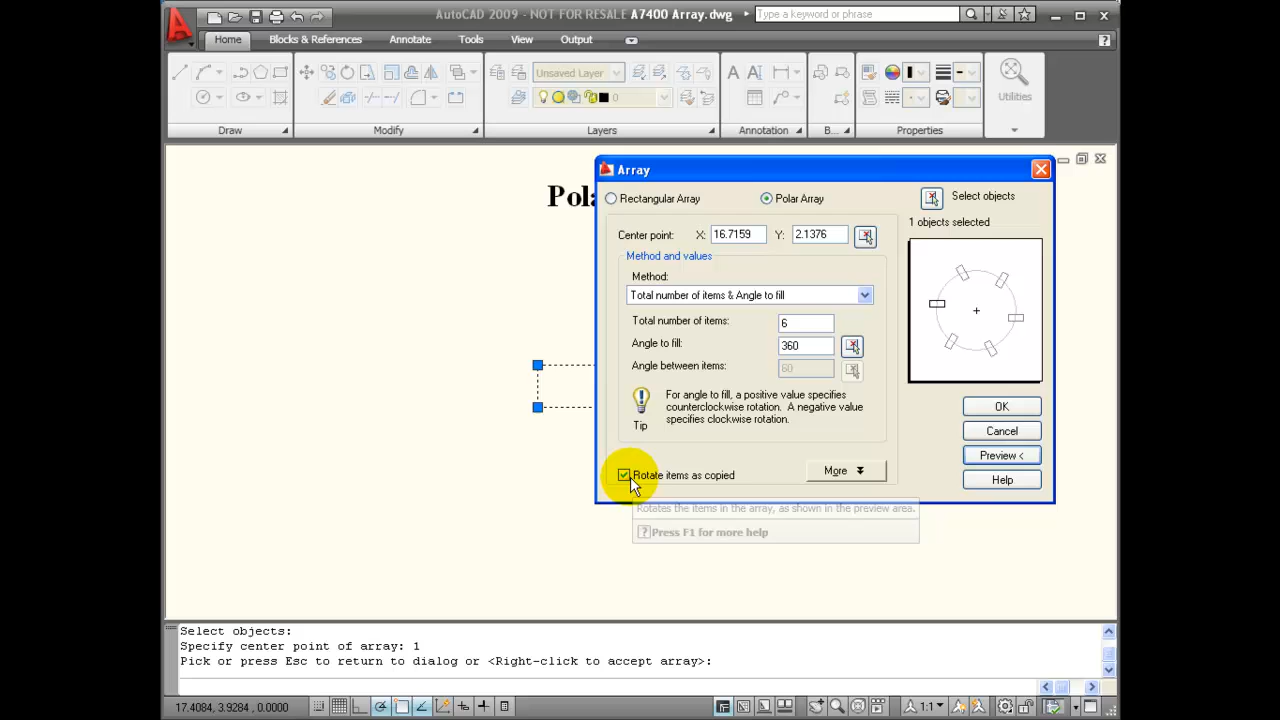 AutoCAD 2009 - NOT FOR RESALE A7400 Array.dwg
Type a keyword or phrase
Home Blocks & References Annotate Tools View Output
Unsaved Layer
0
Utilities
Draw Modify Layers Annotation B... Properties
Pola
Array
Rectangular Array Polar Array Select objects
1 objects selected
Center point: X: 16.7159 Y: 2.1376
Method and values
Method:
Total number of items & Angle to fill
Total number of items: 6
Angle to fill: 360
Angle between items: 60
For angle to fill, a positive value specifies
counterclockwise rotation. A negative value
specifies clockwise rotation.
Tip
OK
Cancel
Preview <
Help
Rotate items as copied More
Rotates the items in the array, as shown in the preview area.
Press F1 for more help
Select objects:
Specify center point of array: 1
Pick or press Esc to return to dialog or <Right-click to accept array>:
17.4084, 3.9284, 0.0000 1:1